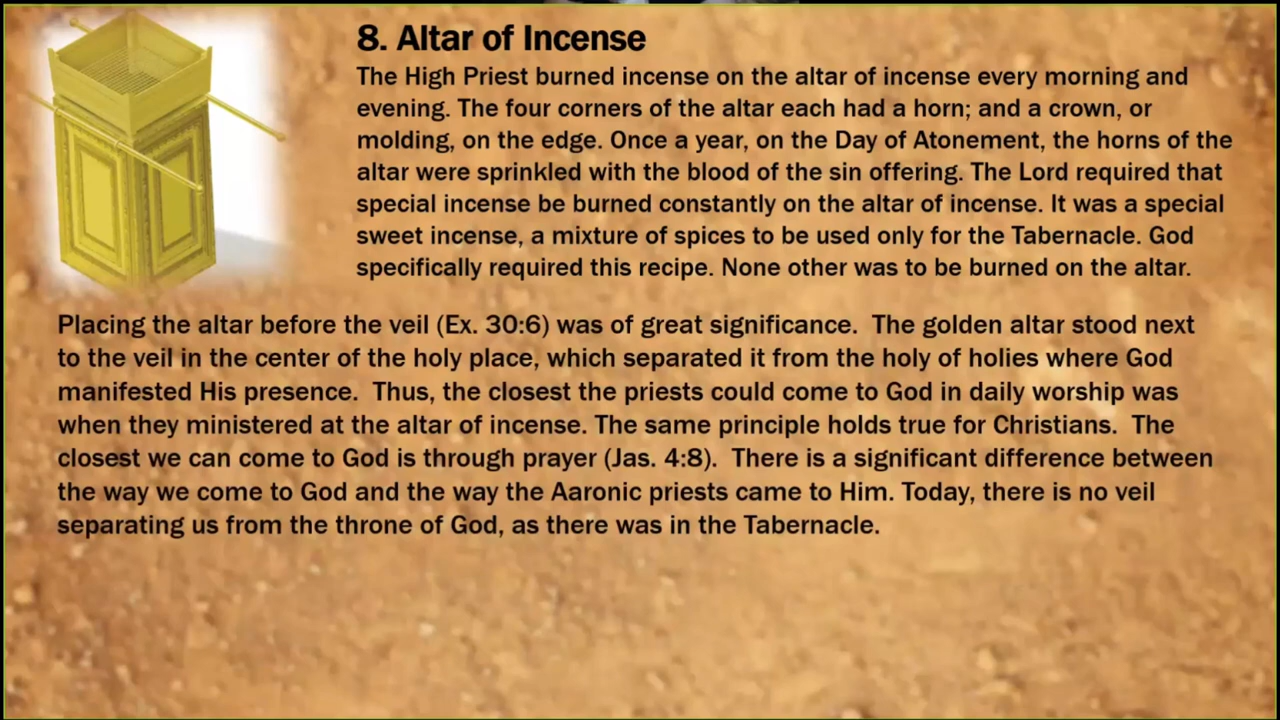 8. Altar of Incense
The High Priest burned incense on the altar of incense every morning and
evening. The four corners of the altar each had a horn; and a crown, or
molding, on the edge. Once a year, on the Day of Atonement, the horns of the
altar were sprinkled with the blood of the sin offering. The Lord required that
special incense be burned constantly on the altar of incense. It was a special
sweet incense, a mixture of spices to be used only for the Tabernacle. God
specifically required this recipe. None other was to be burned on the altar.
Placing the altar before the veil (Ex. 30:6) was of great significance.  The golden altar stood next
to the veil in the center of the holy place, which separated it from the holy of holies where God
manifested His presence.  Thus, the closest the priests could come to God in daily worship was
when they ministered at the altar of incense. The same principle holds true for Christians.  The
closest we can come to God is through prayer (Jas. 4:8).  There is a significant difference between
the way we come to God and the way the Aaronic priests came to Him. Today, there is no veil
separating us from the throne of God, as there was in the Tabernacle.